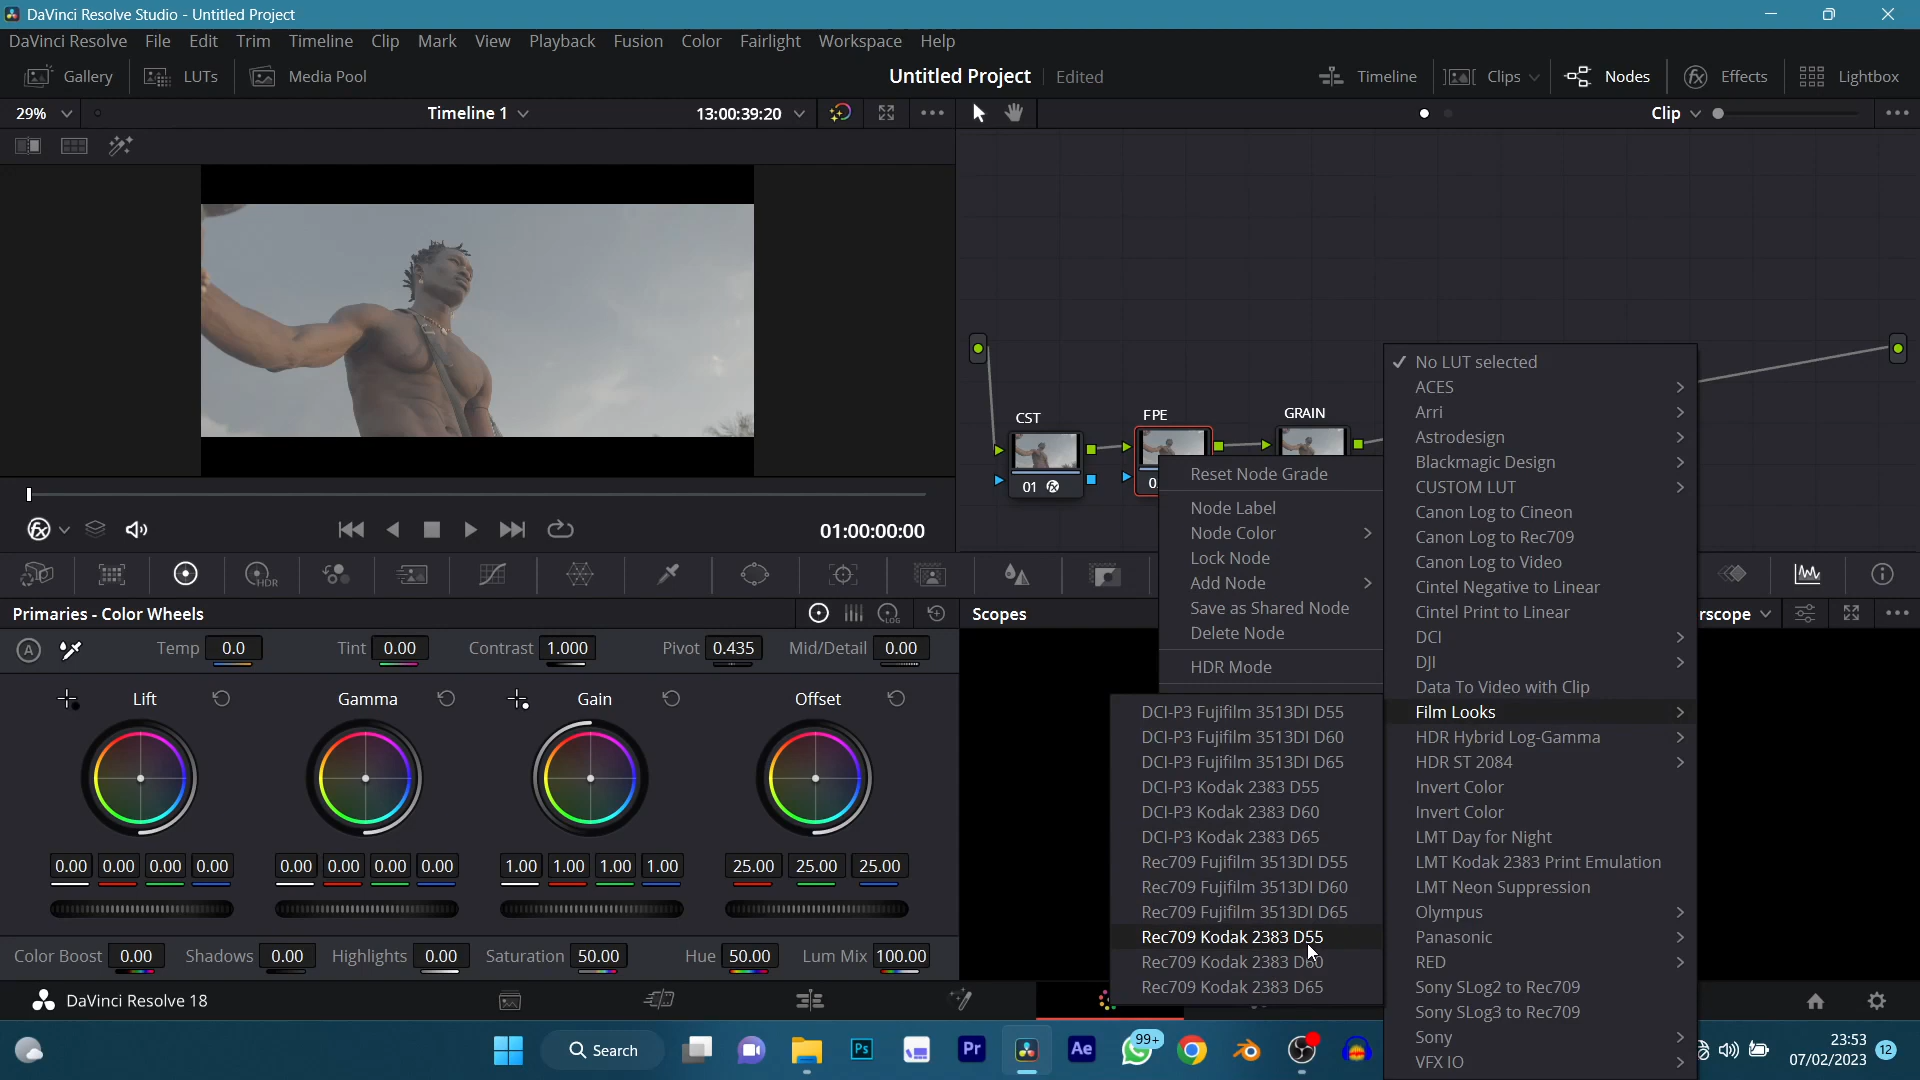 DaVinci Resolve Studio - Untitled Project
DaVinci Resolve File Edit Trim Timeline Clip Mark View Playback Fusion Color Fairlight Workspace Help
Gallery LUTs Media Pool Untitled Project Edited Timeline Clips Nodes Effects Lightbox
29% Timeline 1 13:00:39:20 Clip
CST FPE GRAIN
01
01:00:00:00
Reset Node Grade
Node Label
Node Color
Lock Node
Add Node
Save as Shared Node
Delete Node
HDR Mode
No LUT selected
ACES
Arri
Astrodesign
Blackmagic Design
CUSTOM LUT
Canon Log to Cineon
Canon Log to Rec709
Canon Log to Video
Cintel Negative to Linear
Cintel Print to Linear
DCI
DJI
Data To Video with Clip
Film Looks
HDR Hybrid Log-Gamma
HDR ST 2084
Invert Color
Invert Color
LMT Day for Night
LMT Kodak 2383 Print Emulation
LMT Neon Suppression
Olympus
Panasonic
RED
Sony SLog2 to Rec709
Sony SLog3 to Rec709
Sony
VFX IO
DCI-P3 Fujifilm 3513DI D55
DCI-P3 Fujifilm 3513DI D60
DCI-P3 Fujifilm 3513DI D65
DCI-P3 Kodak 2383 D55
DCI-P3 Kodak 2383 D60
DCI-P3 Kodak 2383 D65
Rec709 Fujifilm 3513DI D55
Rec709 Fujifilm 3513DI D60
Rec709 Fujifilm 3513DI D65
Rec709 Kodak 2383 D55
Rec709 Kodak 2383 D60
Rec709 Kodak 2383 D65
HDR
Primaries - Color Wheels LOG Scopes rscope
A Temp 0.0 Tint 0.00 Contrast 1.000 Pivot 0.435 Mid/Detail 0.00
Lift Gamma Gain Offset
0.00 0.00 0.00 0.00 0.00 0.00 0.00 0.00 1.00 1.00 1.00 1.00 25.00 25.00 25.00
Color Boost 0.00 Shadows 0.00 Highlights 0.00 Saturation 50.00 Hue 50.00 Lum Mix 100.00
DaVinci Resolve 18
Search Ps Pr Ae 99+
23:53
07/02/2023 12